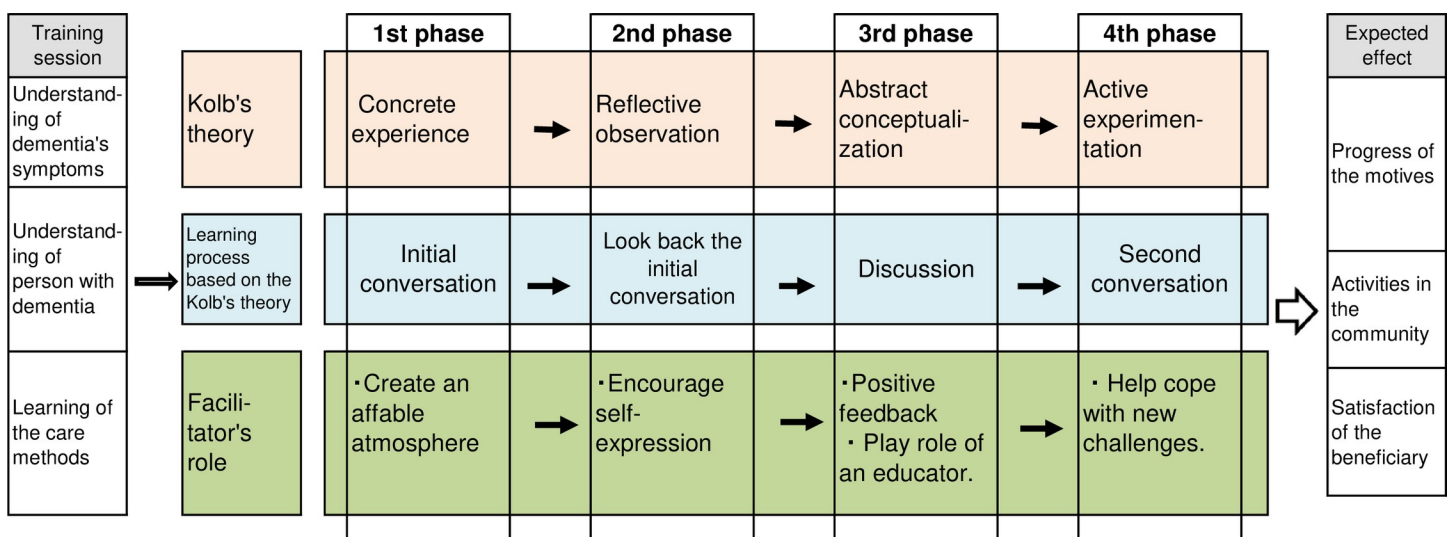 Training
session
Understand-
ing of
dementia's
symptoms
Understand-
ing of
person with
dementia
Learning of
the care
methods
1st phase
2nd phase
3rd phase
4th phase
Kolb's
theory
Concrete
experience
Reflective
observation
Abstract
conceptuali-
zation
Active
experimen-
tation
Learning
process
based on the
Kolb's theory
Initial
conversation
Look back the
initial
conversation
Discussion
Second
conversation
Facili-
tator's
role
・Create an
affable
atmosphere
・Encourage
self-
expression
・Positive
feedback
・Play role of
an educator.
・Help cope
with new
challenges.
Expected
effect
Progress of
the motives
Activities in
the
community
Satisfaction
of the
beneficiary